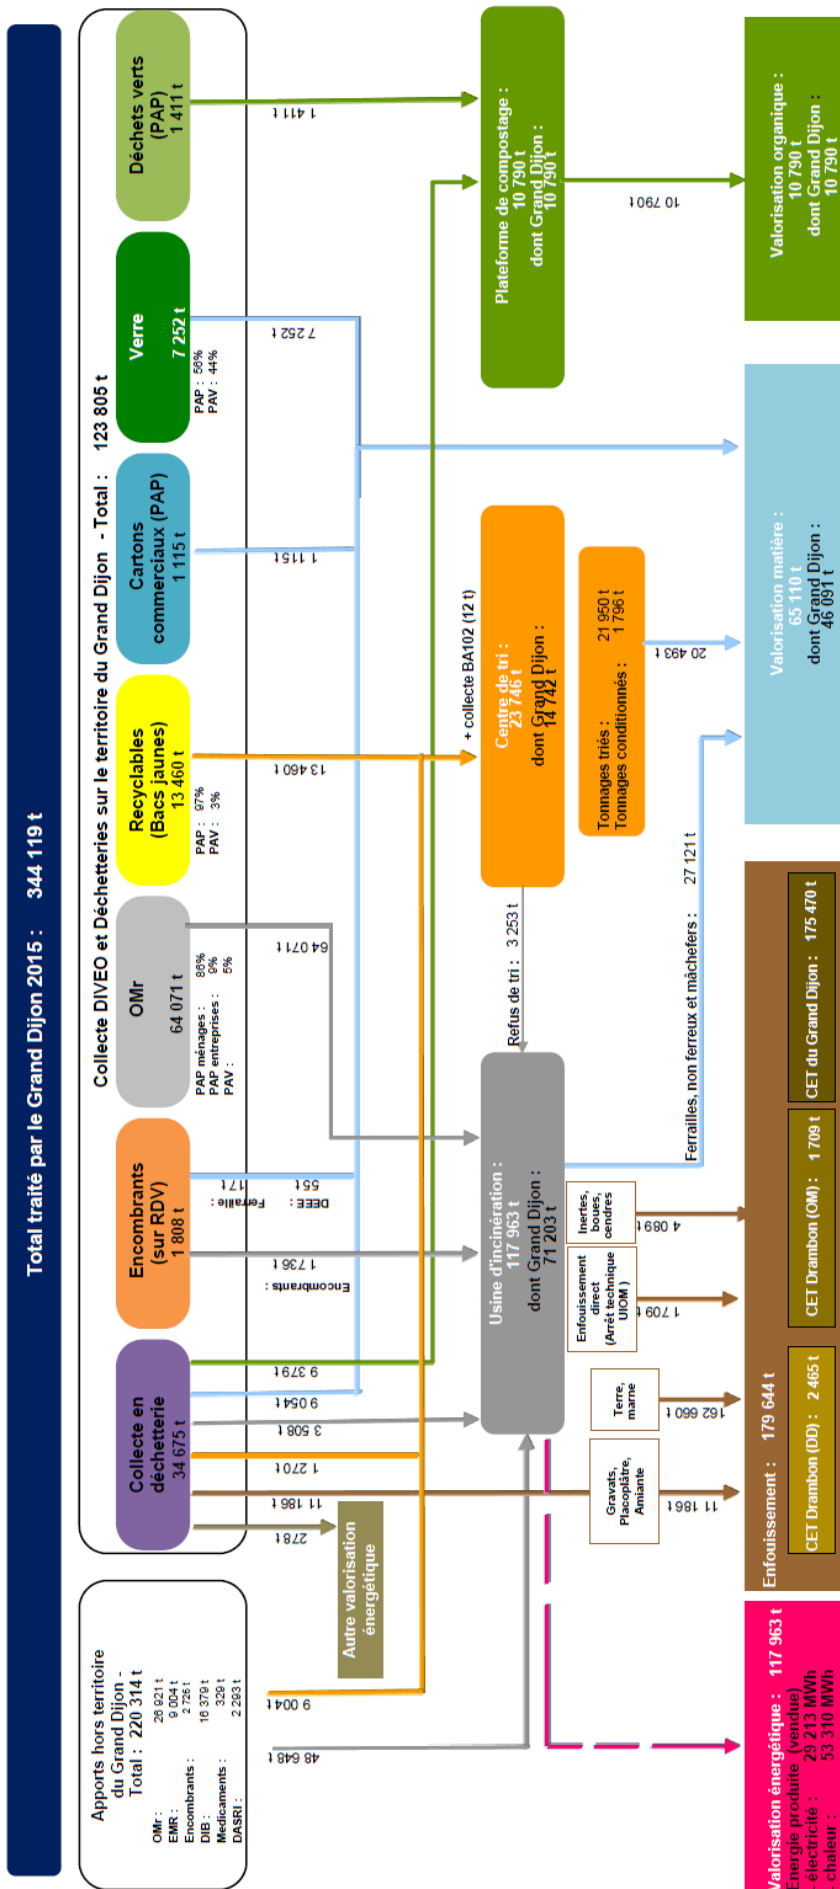 Total traité par le Grand Dijon 2015 : 344 119 t
Apports hors territoire
du Grand Dijon -
Total : 220 314 t
OMr : 26 921 t
EMR : 9 004 t
Encombrants : 2 726 t
DIB : 16 379 t
Medicaments : 329 t
DASRI : 2 293 t
Collecte DIVEO et Déchetteries sur le territoire du Grand Dijon - Total : 123 805 t
Collecte en
déchetterie
34 675 t
Encombrants
(sur RDV)
1 808 t
OMr
64 071 t
PAP ménages : 86%
PAP entreprises : 9%
PAV : 5%
Recyclables
(Bacs jaunes)
13 460 t
PAP : 97%
PAV : 3%
Cartons
commerciaux (PAP)
1 115 t
Verre
7 252 t
PAP : 56%
PAV : 44%
Déchets verts
(PAP)
1 411 t
48 648 t
9 004 t
278 t
11 186 t
1 270 t
3 508 t
9 054 t
9 379 t
Encombrants :
1 736 t
Ferraille : 17 t
DEEE : 55 t
64 071 t
13 460 t
1 115 t
7 252 t
1 411 t
Autre valorisation
énergétique
+ collecte BA102 (12 t)
Usine d'incinération :
117 963 t
dont Grand Dijon :
71 203 t
Refus de tri : 3 253 t
Centre de tri :
23 746 t
dont Grand Dijon :
14 742 t
Plateforme de compostage :
10 790 t
dont Grand Dijon :
10 790 t
Tonnages triés : 21 950 t
Tonnages conditionnés : 1 796 t
Gravats,
Placoplâtre,
Amiante
Terre,
marne
Enfouissement
direct
(Arrêt technique
UIOM )
Inertes,
boues,
cendres
11 186 t
162 660 t
1 709 t
4 089 t
Ferrailles, non ferreux et mâchefers : 27 121 t
20 493 t
10 790 t
Valorisation énergétique : 117 963 t
Energie produite (vendue)
- électricité : 29 213 MWh
- chaleur : 53 310 MWh
Enfouissement : 179 644 t
CET Drambon (DD) : 2 465 t
CET Drambon (OM) : 1 709 t
CET du Grand Dijon : 175 470 t
Valorisation matière :
65 110 t
dont Grand Dijon :
46 091 t
Valorisation organique :
10 790 t
dont Grand Dijon :
10 790 t